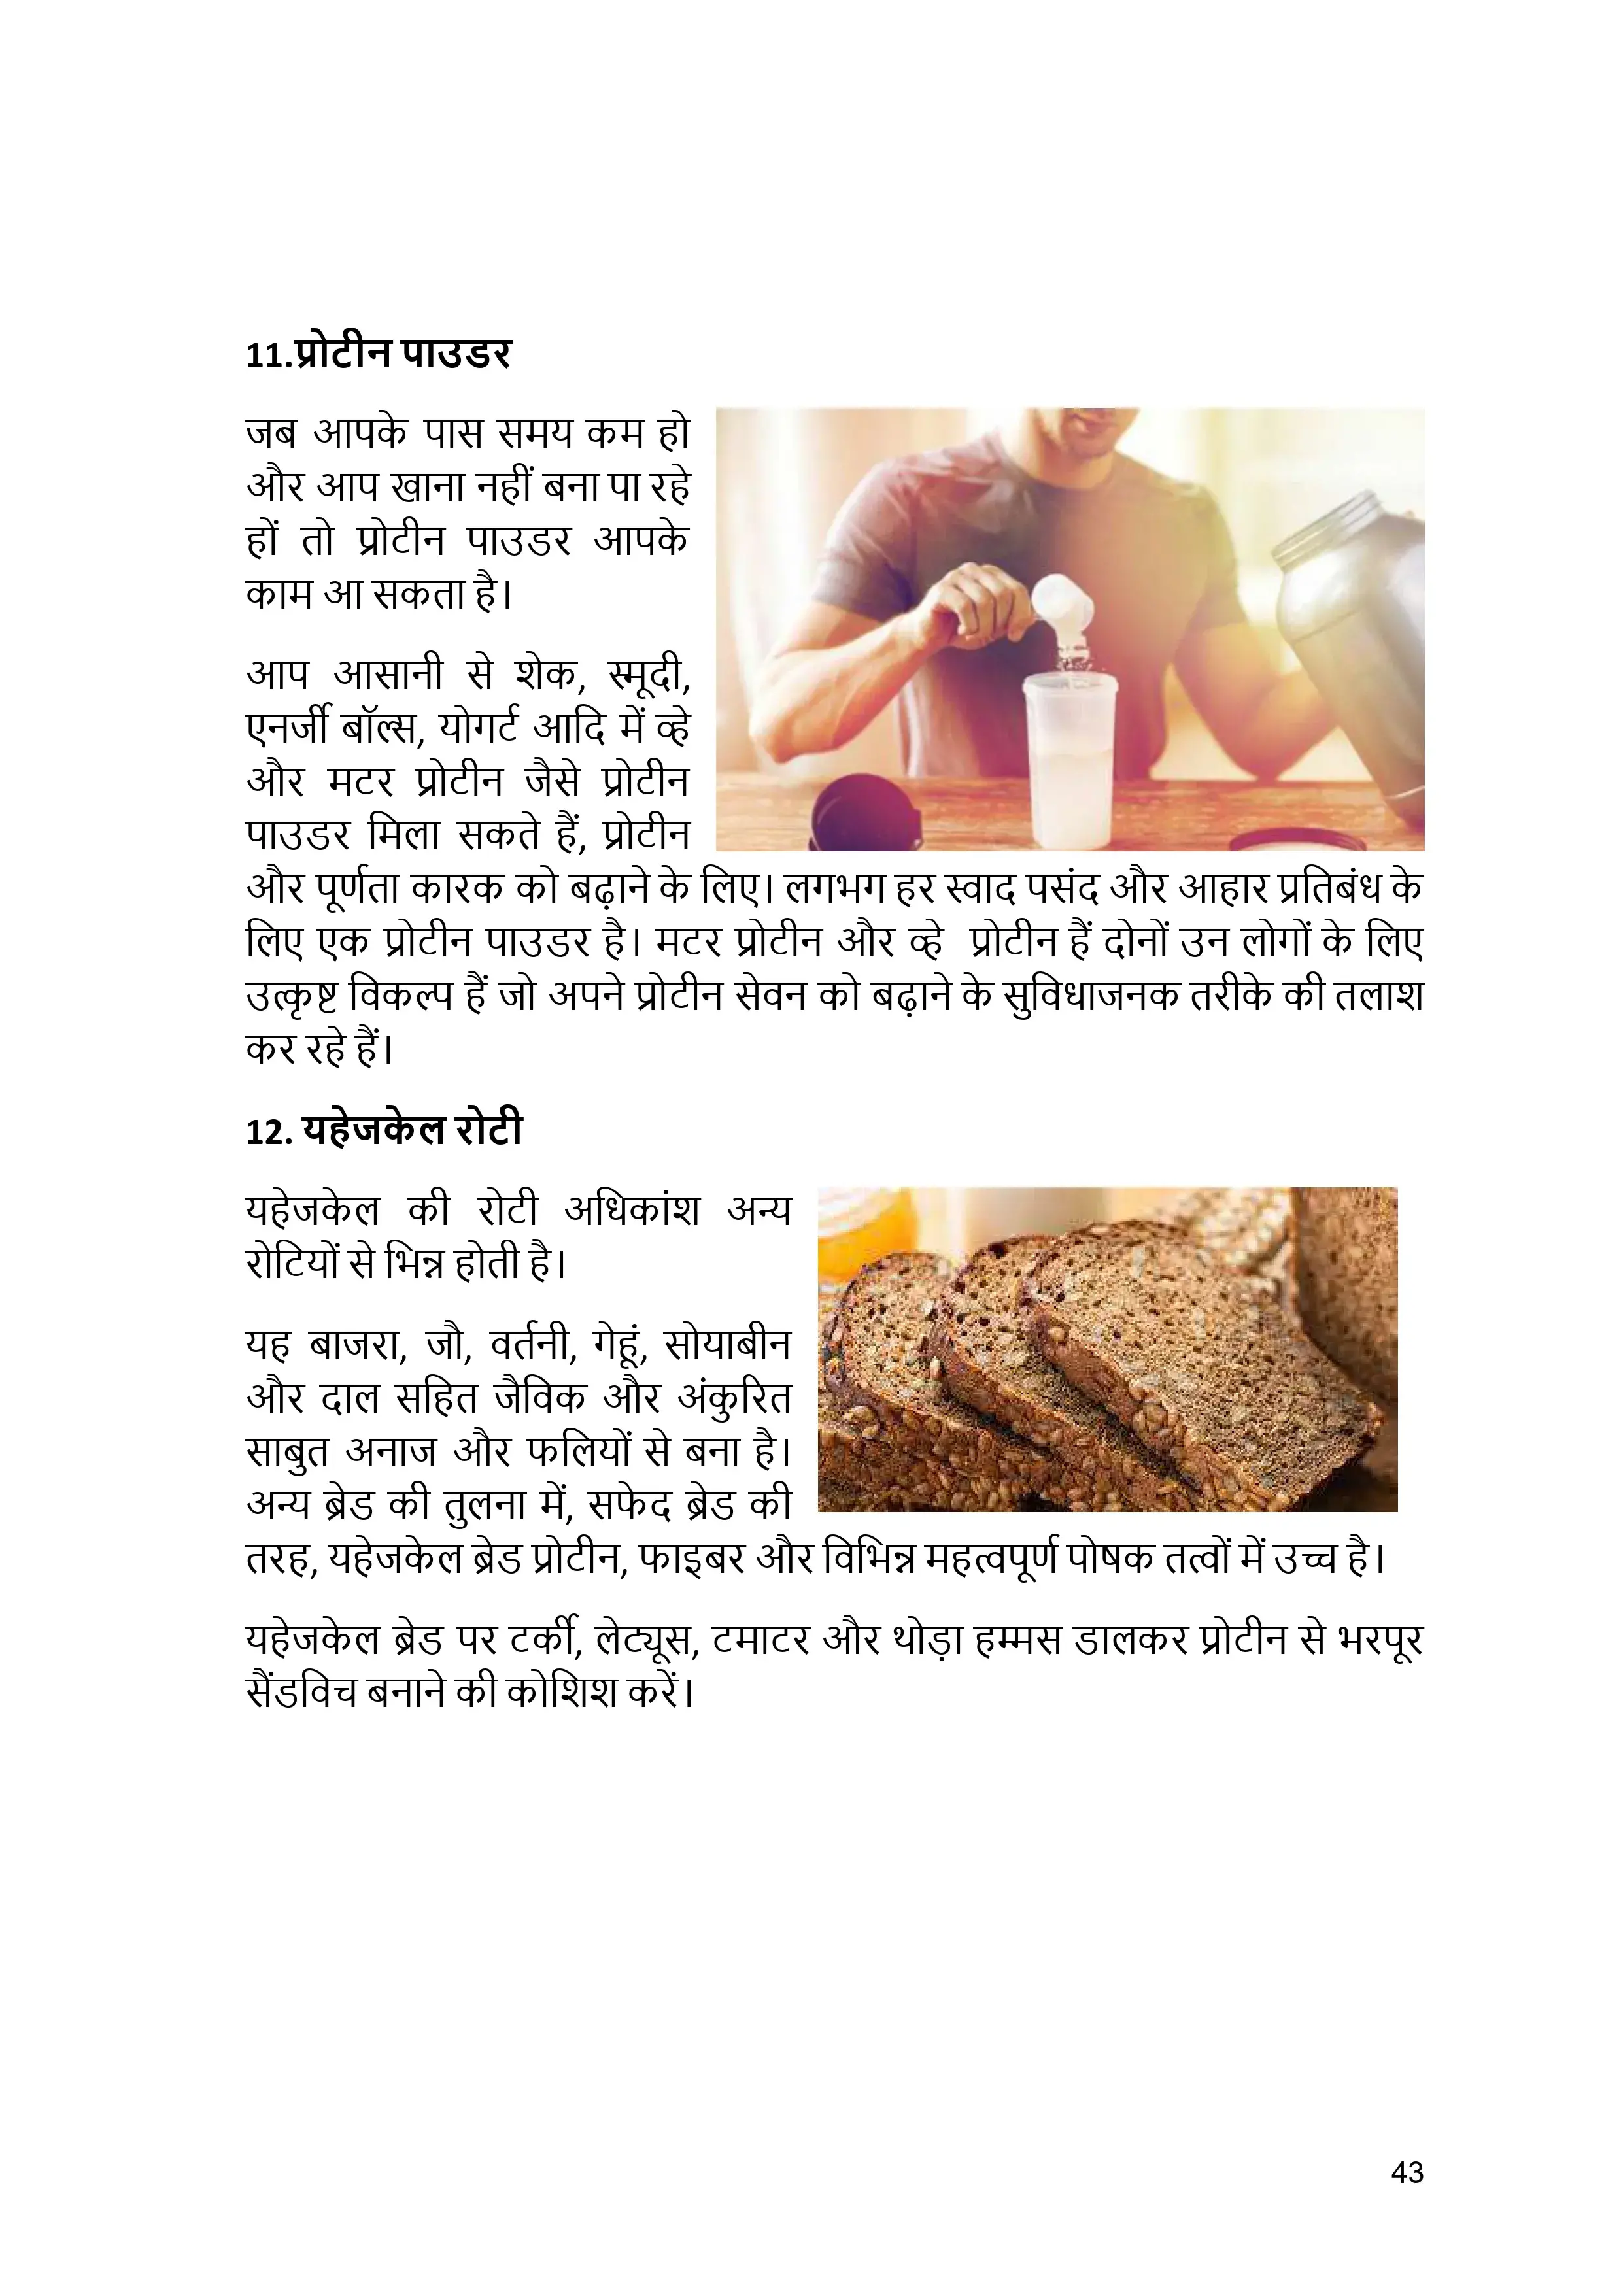 11.प्रोटीन पाउडर
जब आपके पास समय कम हो
और आप खाना नहीं बना पा रहे
हों तो प्रोटीन पाउडर आपके
काम आ सकता है।
आप आसानी से शेक, स्मूदी,
एनर्जी बॉल्स, योगर्ट आदि में व्हे
और मटर प्रोटीन जैसे प्रोटीन
पाउडर मिला सकते हैं, प्रोटीन
और पूर्णता कारक को बढ़ाने के लिए। लगभग हर स्वाद पसंद और आहार प्रतिबंध के
लिए एक प्रोटीन पाउडर है। मटर प्रोटीन और व्हे प्रोटीन हैं दोनों उन लोगों के लिए
उत्कृष्ट विकल्प हैं जो अपने प्रोटीन सेवन को बढ़ाने के सुविधाजनक तरीके की तलाश
कर रहे हैं।
12. यहेजकेल रोटी
यहेजकेल की रोटी अधिकांश अन्य
रोटियों से भिन्न होती है।
यह बाजरा, जौ, वर्तनी, गेहूं, सोयाबीन
और दाल सहित जैविक और अंकुरित
साबुत अनाज और फलियों से बना है।
अन्य ब्रेड की तुलना में, सफेद ब्रेड की
तरह, यहेजकेल ब्रेड प्रोटीन, फाइबर और विभिन्न महत्वपूर्ण पोषक तत्वों में उच्च है।
यहेजकेल ब्रेड पर टर्की, लेट्यूस, टमाटर और थोड़ा हम्मस डालकर प्रोटीन से भरपूर
सैंडविच बनाने की कोशिश करें।
43